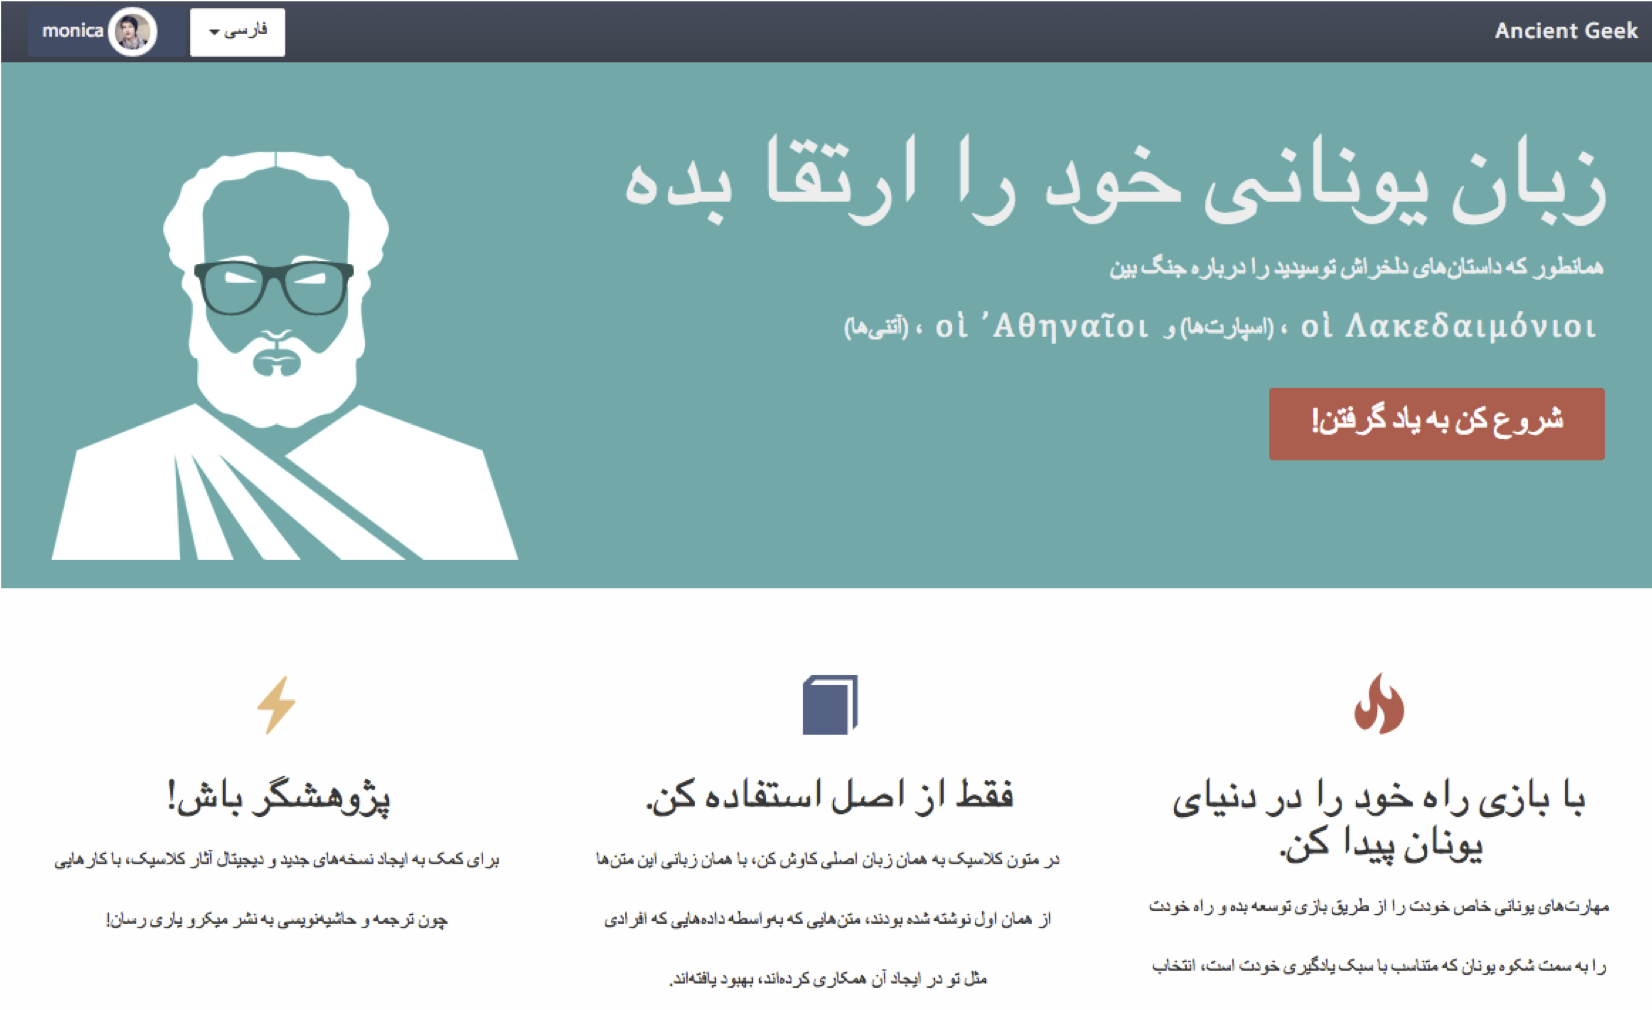 Ancient Geek
فارسی
monica
زبان یونانی خود را ارتقا بده
همانطور که داستان‌های دلخراش توسیدید را درباره جنگ بین
οἱ Λακεδαιμόνιοι ، (اسپارت‌ها) و οἱ Ἀθηναῖοι ، (آتنی‌ها)
شروع کن به یاد گرفتن!
با بازی راه خود را در دنیای
یونان پیدا کن.
مهارت‌های یونانی خاص خودت را از طریق بازی توسعه بده و راه خودت
را به سمت شکوه یونان که متناسب با سبک یادگیری خودت است، انتخاب
فقط از اصل استفاده کن.
در متون کلاسیک به همان زبان اصلی کاوش کن، با همان زبانی این متن‌ها
از همان اول نوشته شده بودند، متن‌هایی که به‌واسطه داده‌هایی که افرادی
مثل تو در ایجاد آن همکاری کرده‌اند، بهبود یافته‌اند.
پژوهشگر باش!
برای کمک به ایجاد نسخه‌های جدید و دیجیتال آثار کلاسیک، با کارهایی
چون ترجمه و حاشیه‌نویسی به نشر میکرو یاری رسان!